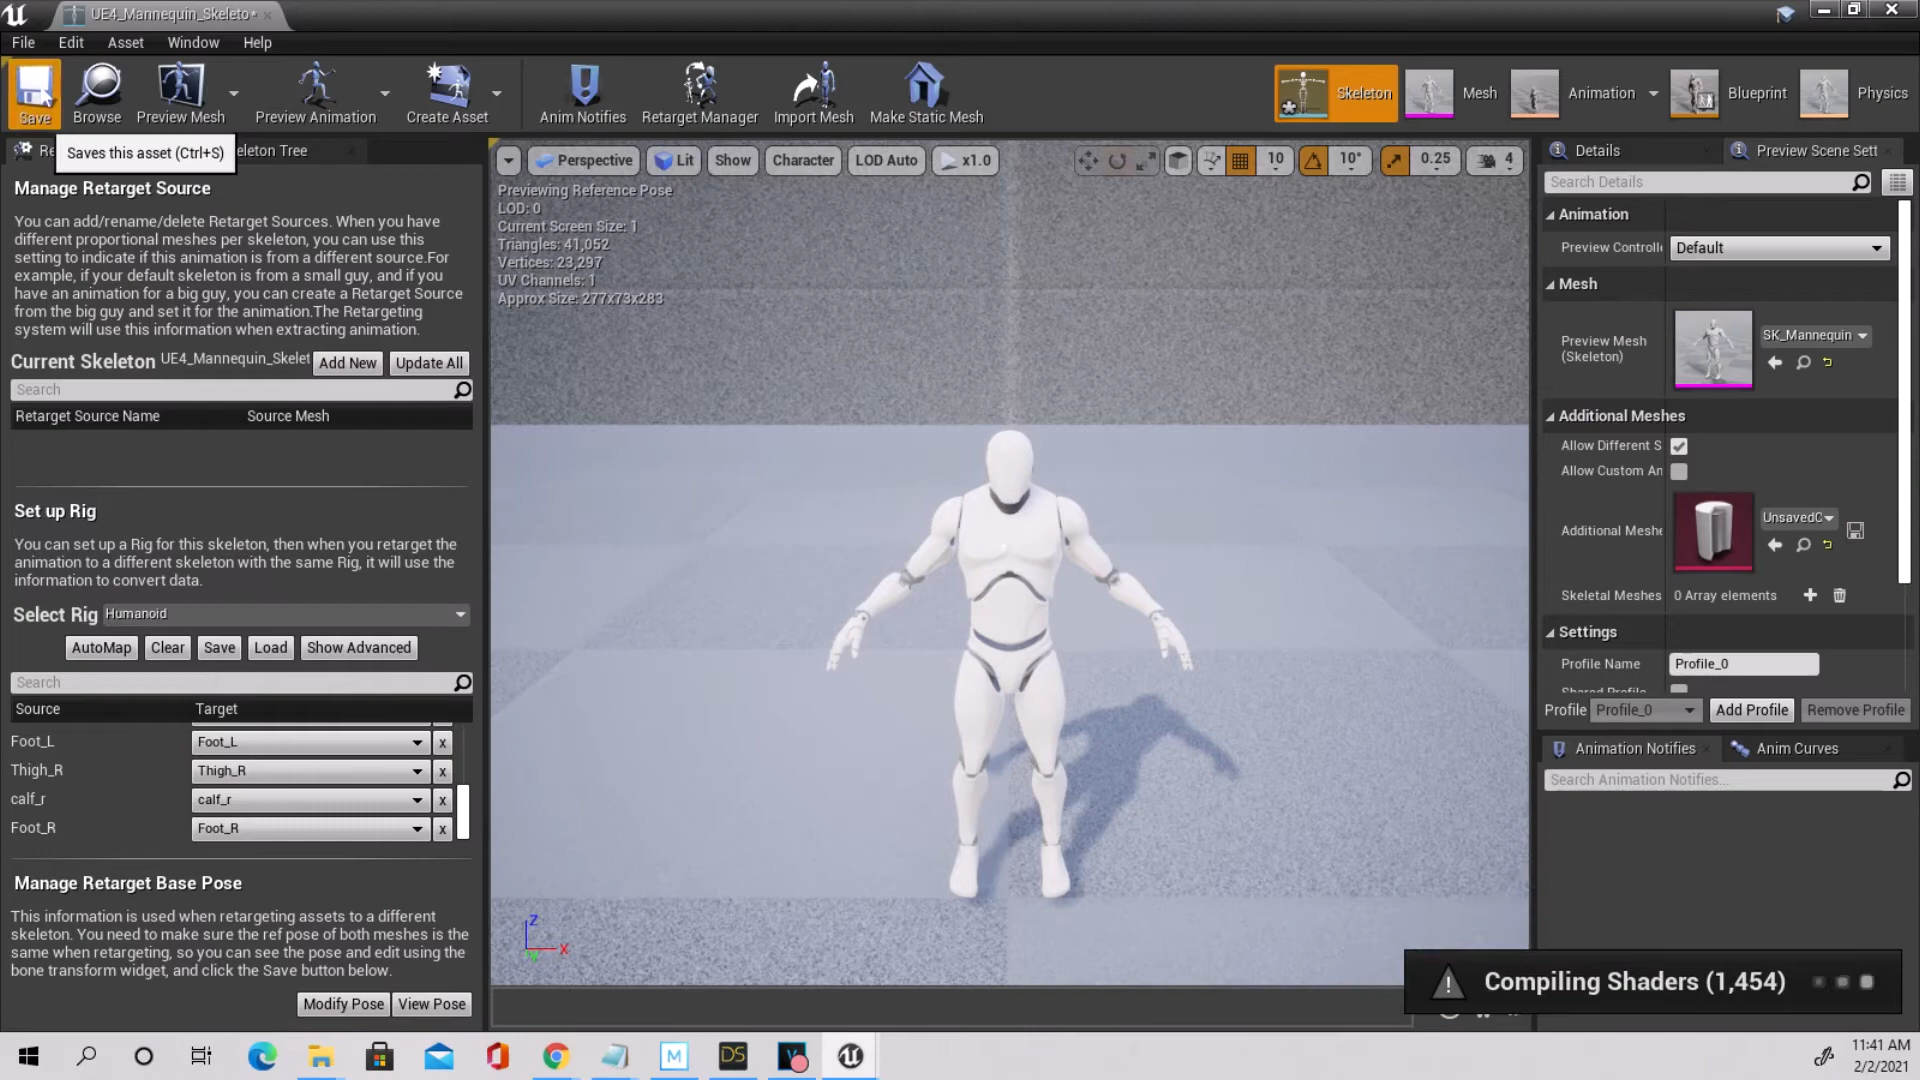 UE4_Mannequin_Skeleto*
File Edit Asset Window Help
Save Browse Preview Mesh Preview Animation Create Asset Anim Notifies Retarget Manager Import Mesh Make Static Mesh Skeleton Mesh Animation Blueprint Physics
Saves this asset (Ctrl+S)
Re eleton Tree
Manage Retarget Source
You can add/rename/delete Retarget Sources. When you have
different proportional meshes per skeleton, you can use this
setting to indicate if this animation is from a different source.For
example, if your default skeleton is from a small guy, and if you
have an animation for a big guy, you can create a Retarget Source
from the big guy and set it for the animation.The Retargeting
system will use this information when extracting animation.
Current Skeleton UE4_Mannequin_Skelet Add New Update All
Search
Retarget Source Name Source Mesh
Set up Rig
You can set up a Rig for this skeleton, then when you retarget the
animation to a different skeleton with the same Rig, it will use the
information to convert data.
Select Rig Humanoid
AutoMap Clear Save Load Show Advanced
Search
Source Target
Foot_L Foot_L x
Thigh_R Thigh_R x
calf_r calf_r x
Foot_R Foot_R x
Manage Retarget Base Pose
This information is used when retargeting assets to a different
skeleton. You need to make sure the ref pose of both meshes is the
same when retargeting, so you can see the pose and edit using the
bone transform widget, and click the Save button below.
Modify Pose View Pose
Perspective Lit Show Character LOD Auto x1.0 10 10° 0.25 4
Previewing Reference Pose
LOD: 0
Current Screen Size: 1
Triangles: 41,052
Vertices: 23,297
UV Channels: 1
Approx Size: 277x73x283
Z
X
Details Preview Scene Sett
Search Details
Animation
Preview Controlle Default
Mesh
Preview Mesh
(Skeleton)
SK_Mannequin
Additional Meshes
Allow Different S
Allow Custom An
Additional Meshe UnsavedC
Skeletal Meshes 0 Array elements
Settings
Profile Name Profile_0
Shared Profile
Profile Profile_0 Add Profile Remove Profile
Animation Notifies Anim Curves
Search Animation Notifies...
Compiling Shaders (1,454)
M DS V
11:41 AM
2/2/2021